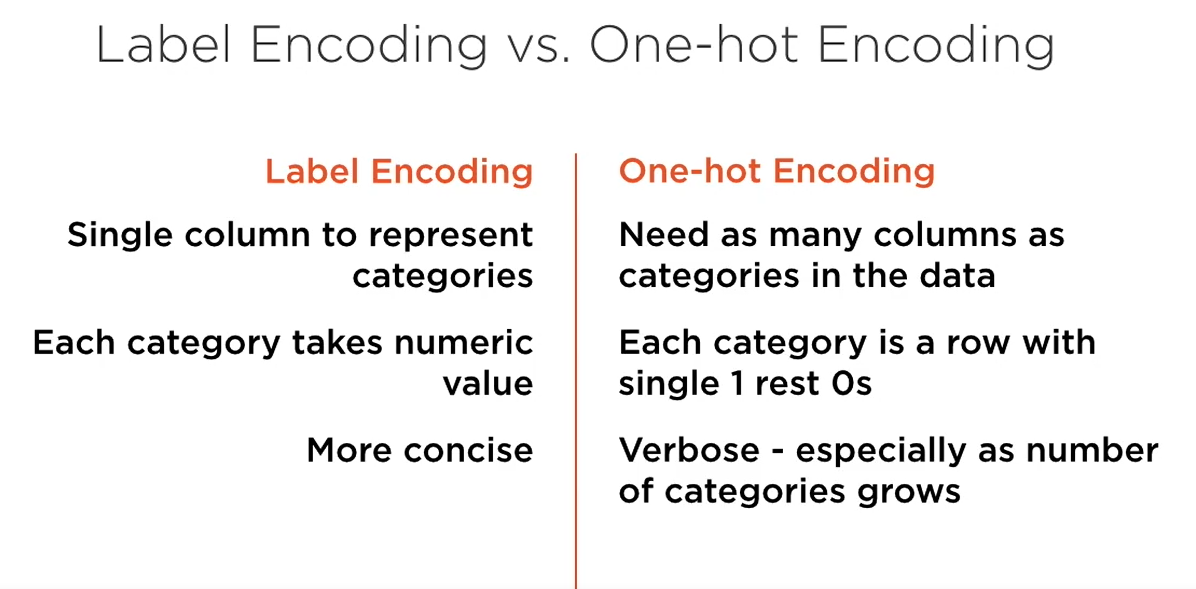 Label Encoding vs. One-hot Encoding
Label Encoding
Single column to represent
categories
Each category takes numeric
value
More concise
One-hot Encoding
Need as many columns as
categories in the data
Each category is a row with
single 1 rest 0s
Verbose - especially as number
of categories grows